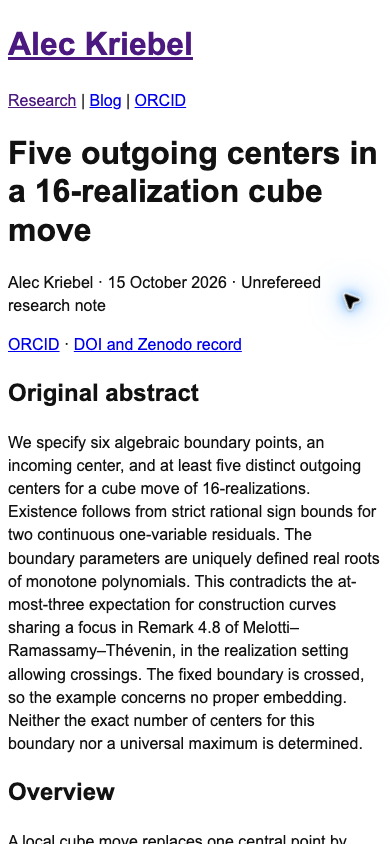 Alec Kriebel
Research | Blog | ORCID
Five outgoing centers in
a 16-realization cube
move
Alec Kriebel · 15 October 2026 · Unrefereed
research note
ORCID · DOI and Zenodo record
Original abstract
We specify six algebraic boundary points, an
incoming center, and at least five distinct outgoing
centers for a cube move of 16-realizations.
Existence follows from strict rational sign bounds for
two continuous one-variable residuals. The
boundary parameters are uniquely defined real roots
of monotone polynomials. This contradicts the at-
most-three expectation for construction curves
sharing a focus in Remark 4.8 of Melotti–
Ramassamy–Thévenin, in the realization setting
allowing crossings. The fixed boundary is crossed,
so the example concerns no proper embedding.
Neither the exact number of centers for this
boundary nor a universal maximum is determined.
Overview
A local cube move replaces one central point by